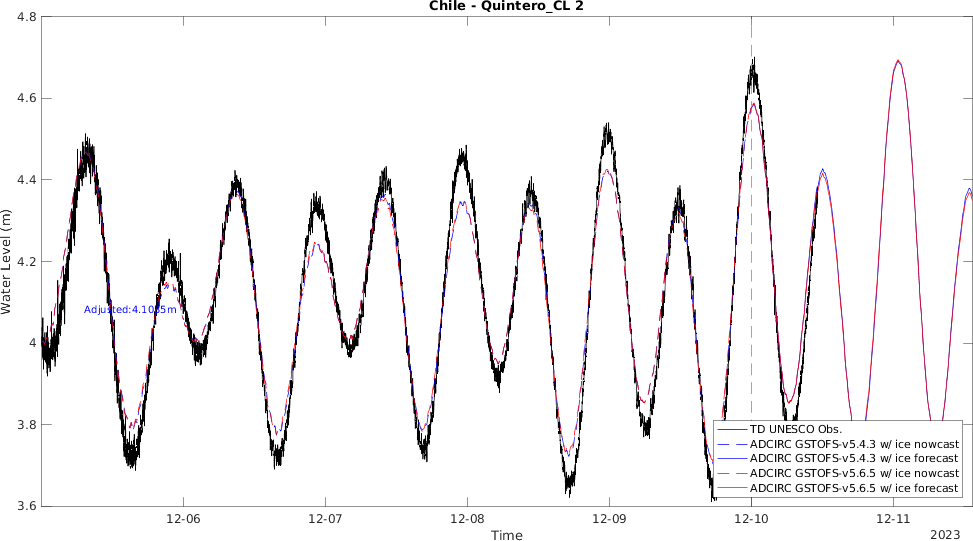 Chile - Quintero_CL 2
4.8
4.6
4.4
4.2
4
3.8
3.6
Water Level (m)
Adjusted:4.1035m
TD UNESCO Obs.
ADCIRC GSTOFS-v5.4.3 w/ ice nowcast
ADCIRC GSTOFS-v5.4.3 w/ ice forecast
ADCIRC GSTOFS-v5.6.5 w/ ice nowcast
ADCIRC GSTOFS-v5.6.5 w/ ice forecast
12-06
12-07
12-08
12-09
12-10
12-11
Time
2023